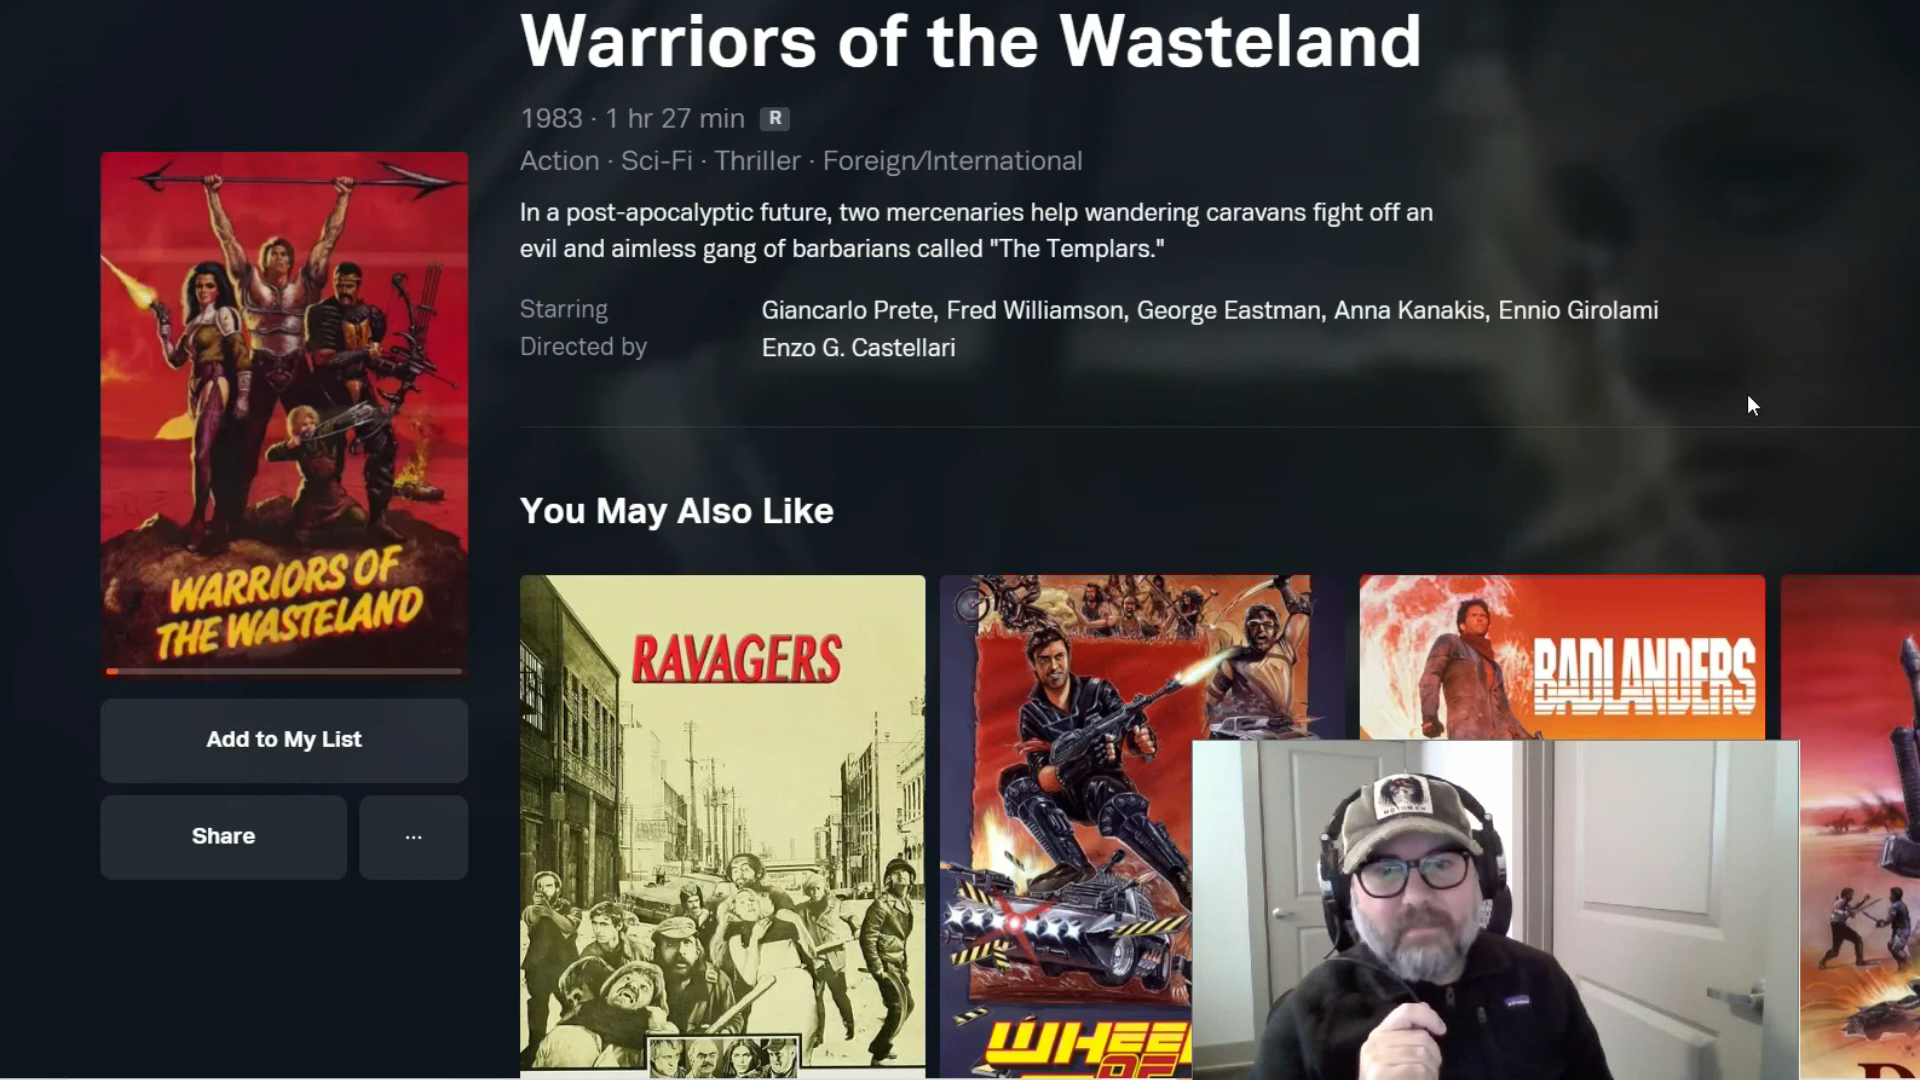 Warriors of the Wasteland
1983 · 1 hr 27 min R
Action · Sci-Fi · Thriller · Foreign/International
In a post-apocalyptic future, two mercenaries help wandering caravans fight off an
evil and aimless gang of barbarians called "The Templars."
Starring Giancarlo Prete, Fred Williamson, George Eastman, Anna Kanakis, Ennio Girolami
Directed by Enzo G. Castellari
WARRIORS OF
THE WASTELAND
Add to My List
Share ...
You May Also Like
RAVAGERS
WHEE
OF
BADLANDERS